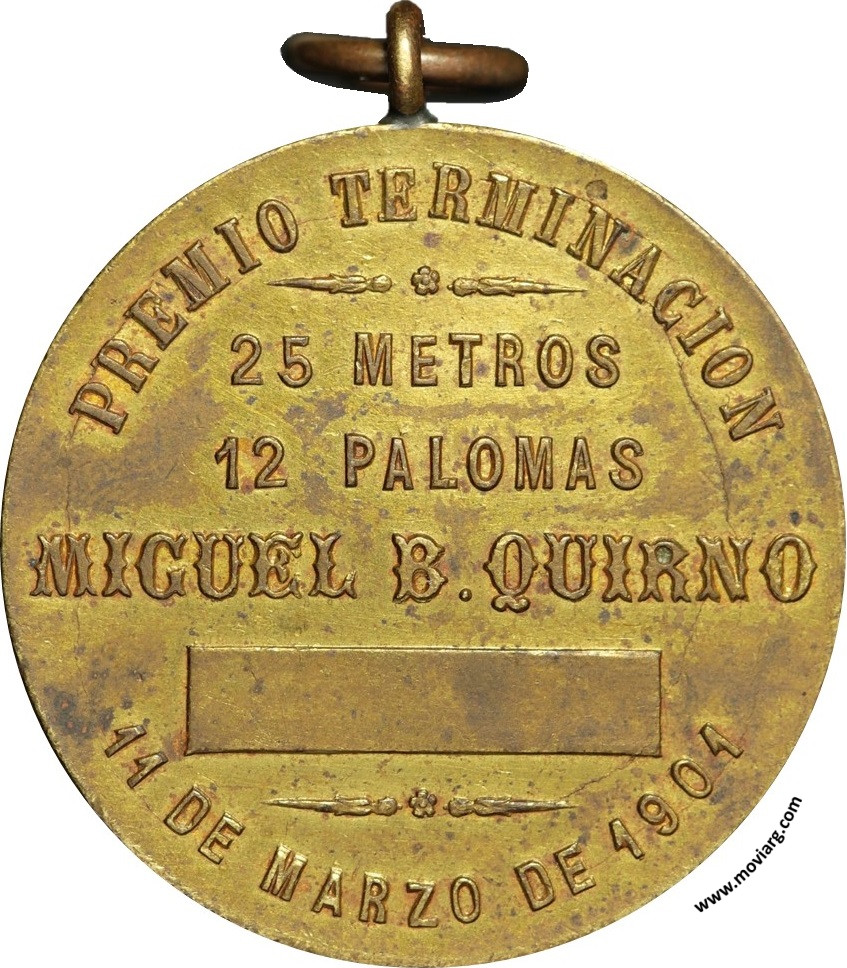 PREMIO TERMINACION
25 METROS
12 PALOMAS
MIGUEL B. QUIRNO
11 DE MARZO DE 1901
www.moviarg.com